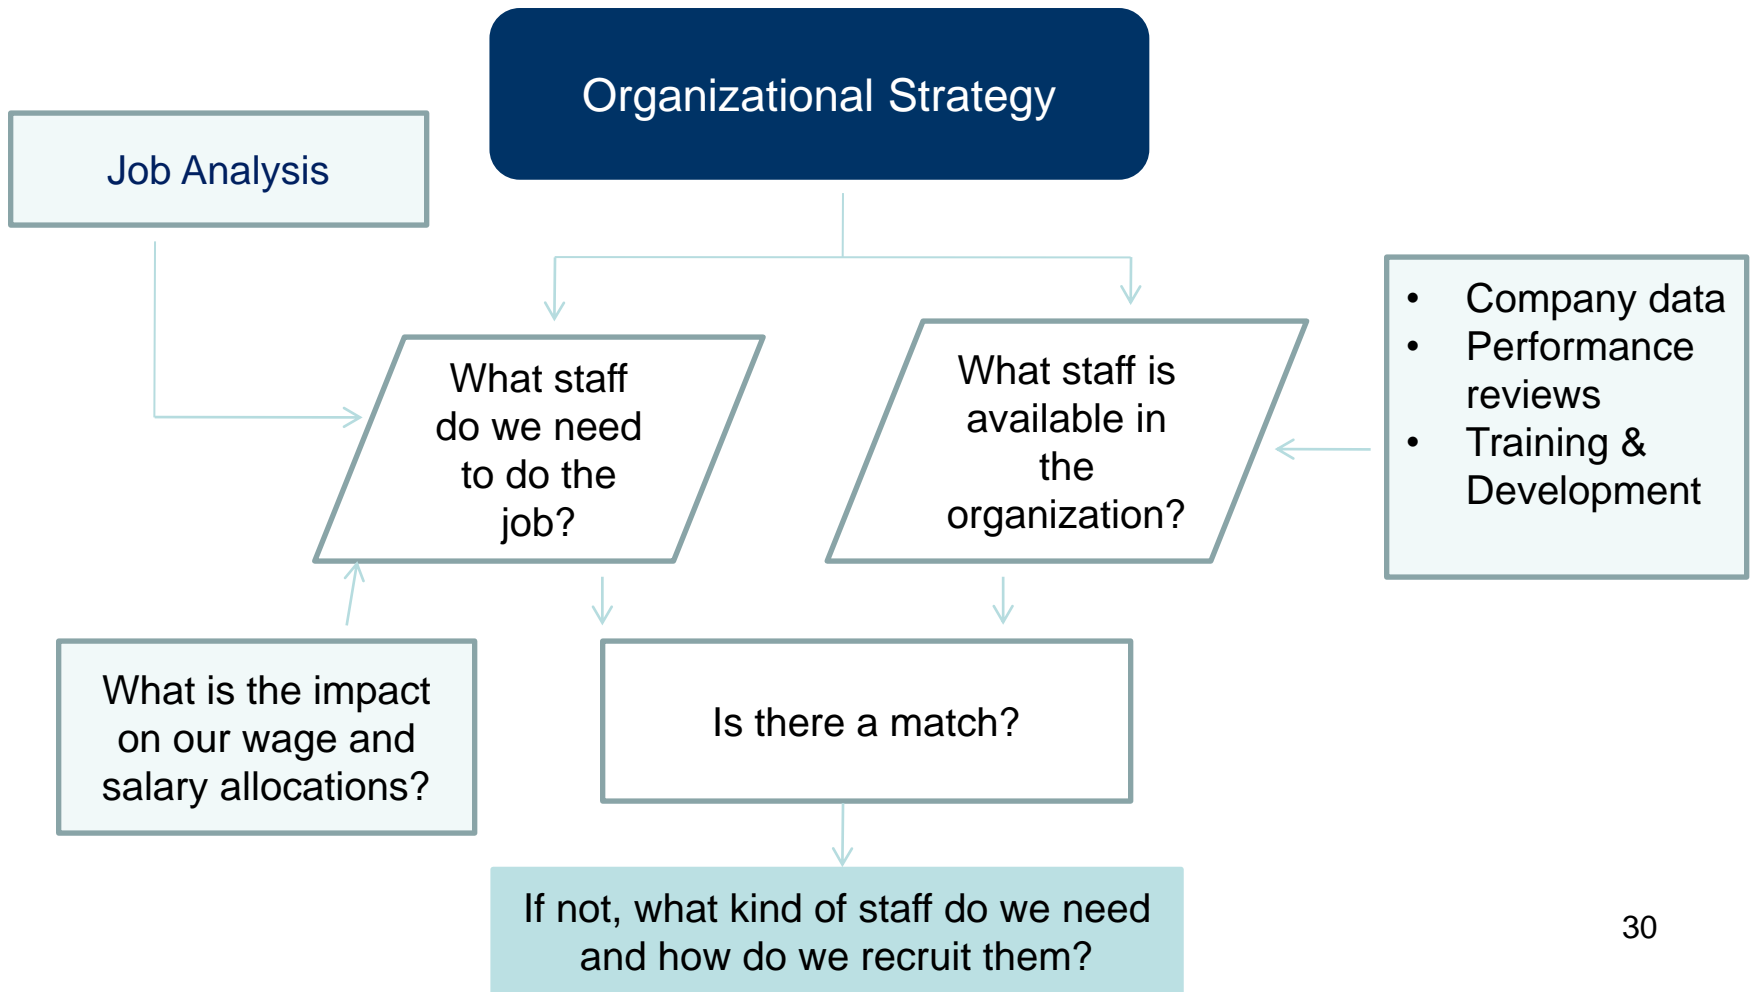 Organizational Strategy
Job Analysis
What staff
do we need
to do the
job?
What staff is
available in
the
organization?
• Company data
• Performance
reviews
• Training &
Development
What is the impact
on our wage and
salary allocations?
Is there a match?
If not, what kind of staff do we need
and how do we recruit them?
30